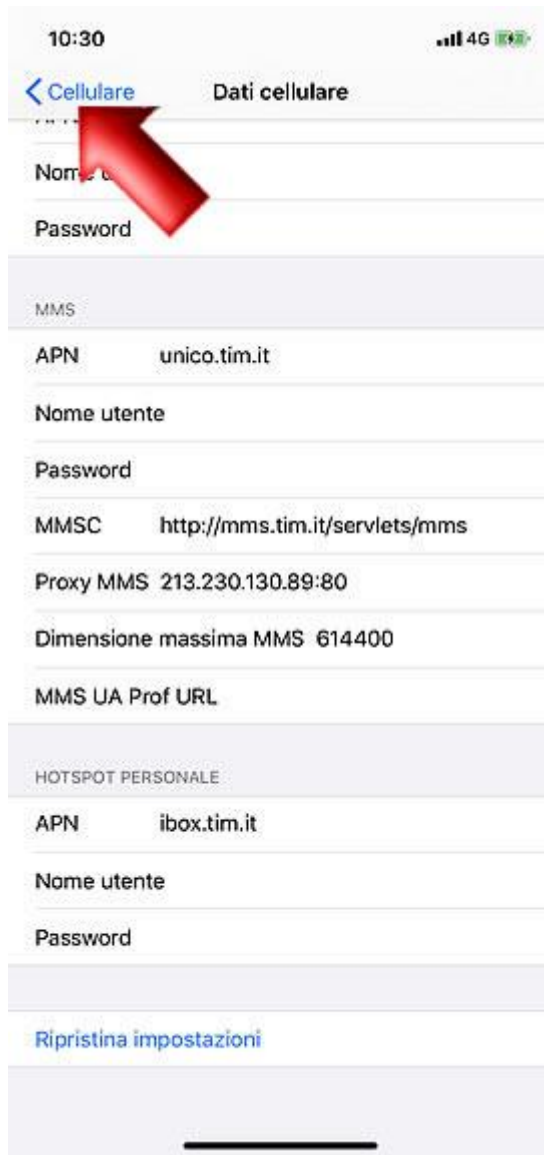 10:30
4G
Cellulare
Dati cellulare
Password
MMS
APN unico.tim.it
Nome utente
Password
MMSC http://mms.tim.it/servlets/mms
Proxy MMS 213.230.130.89:80
Dimensione massima MMS 614400
MMS UA Prof URL
HOTSPOT PERSONALE
APN ibox.tim.it
Nome utente
Password
Ripristina impostazioni